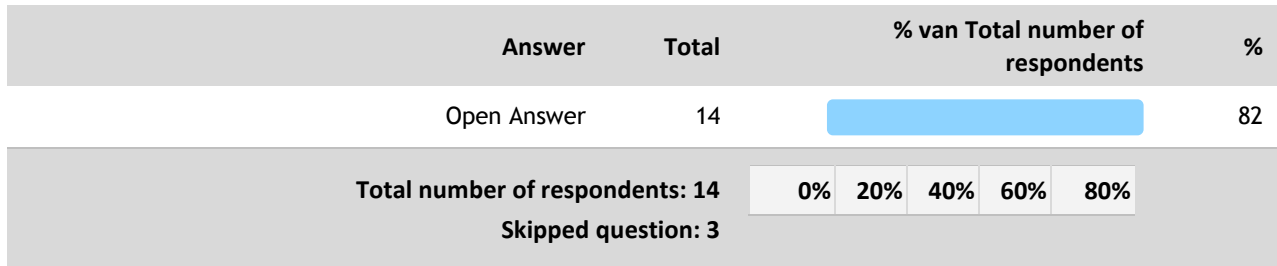 Answer Total % van Total number of respondents %
Open Answer 14 82
Total number of respondents: 14 0% 20% 40% 60% 80%
Skipped question: 3